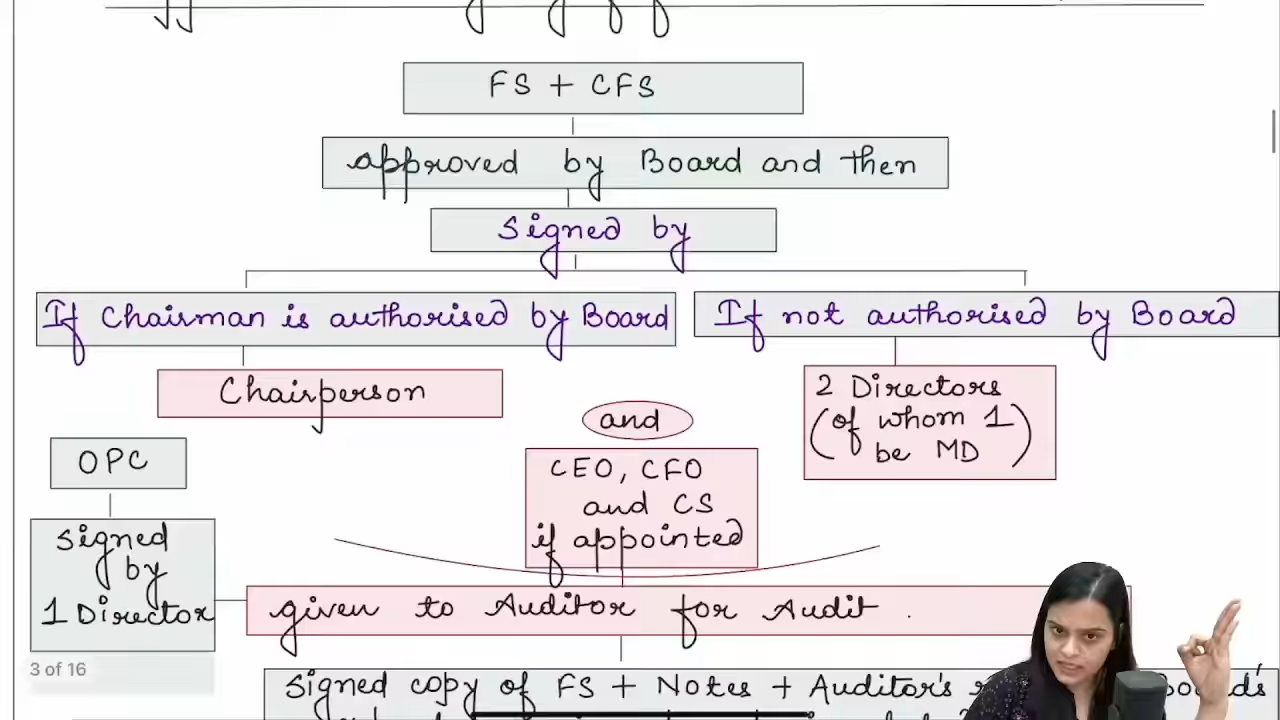 FS + CFS
approved by Board and then
Signed by
If Chairman is authorised by Board
If not authorised by Board
Chairperson
2 Directors
(of whom 1
be MD)
and
CEO, CFO
and CS
if appointed
OPC
signed
by
1 Director
given to Auditor for Audit.
3 of 16
signed copy of FS + Notes + Auditor's